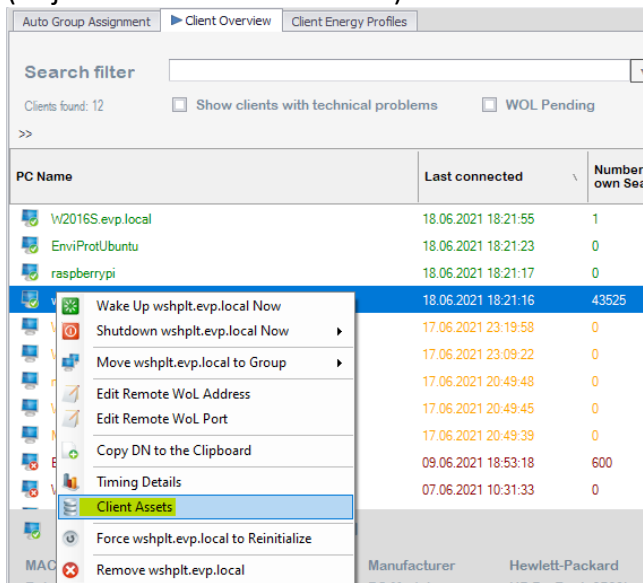 Auto Group Assignment Client Overview Client Energy Profiles
Search filter
Clients found: 12 Show clients with technical problems WOL Pending
>>
PC Name Last connected Number own Sea
W2016S.evp.local 18.06.2021 18:21:55 1
EnviProtUbuntu 18.06.2021 18:21:23 0
raspberrypi 18.06.2021 18:21:17 0
18.06.2021 18:21:16 43525
Wake Up wshplt.evp.local Now
Shutdown wshplt.evp.local Now 17.06.2021 23:19:58 0
Move wshplt.evp.local to Group 17.06.2021 23:09:22 0
17.06.2021 20:49:48 0
Edit Remote WoL Address
17.06.2021 20:49:45 0
Edit Remote WoL Port
17.06.2021 20:49:39 0
Copy DN to the Clipboard
09.06.2021 18:53:18 600
Timing Details
07.06.2021 10:31:33 0
Client Assets
Force wshplt.evp.local to Reinitialize
Remove wshplt.evp.local
MAC Manufacturer Hewlett-Packard